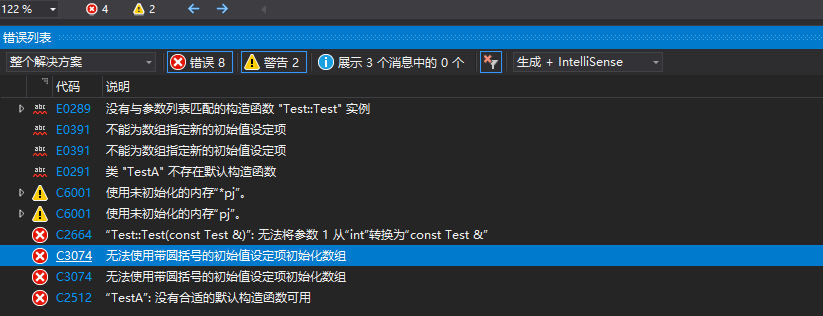 122 %
4
2
错误列表
整个解决方案
错误 8
警告 2
展示 3 个消息中的 0 个
生成 + IntelliSense
代码
说明
abc E0289 没有与参数列表匹配的构造函数 "Test::Test" 实例
abc E0391 不能为数组指定新的初始值设定项
abc E0391 不能为数组指定新的初始值设定项
abc E0291 类 "TestA" 不存在默认构造函数
C6001 使用未初始化的内存“*pj”。
C6001 使用未初始化的内存“pj”。
C2664 “Test::Test(const Test &)”: 无法将参数 1 从“int”转换为“const Test &”
C3074 无法使用带圆括号的初始值设定项初始化数组
C3074 无法使用带圆括号的初始值设定项初始化数组
C2512 “TestA”: 没有合适的默认构造函数可用